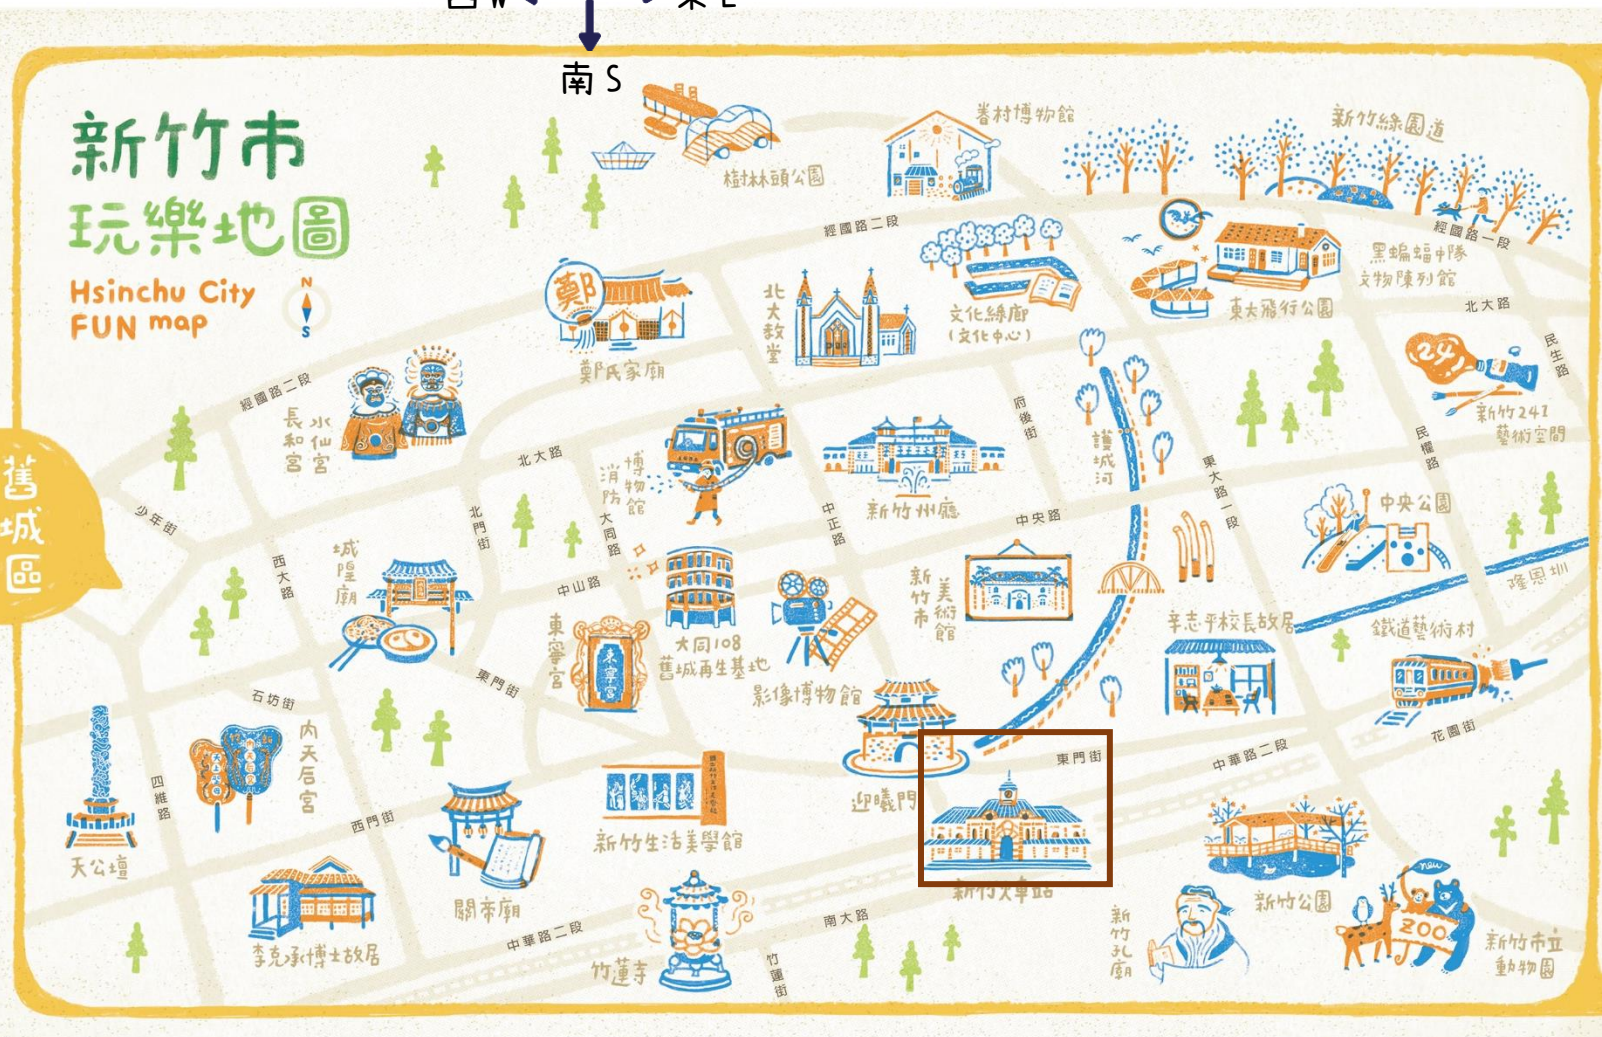 西 W 東 E
南 S
新竹市
玩樂地圖
Hsinchu City
FUN map
N
S
舊城區
樹林頭公園
眷村博物館
新竹綠園道
經國路二段
經國路一段
黑蝙蝠中隊
文物陳列館
東大飛行公園
北大路
民生路
鄭
鄭氏家廟
北大教堂
文化綠廊
(文化中心)
24
新竹241
藝術空間
經國路二段
長和宮
水仙宮
北大路
消防
博物館
新竹州廳
府後街
護城河
東大路一段
民權路
中央公園
少年街
西大路
北門街
大同路
中正路
中央路
隆恩圳
城隍廟
中山路
東寧宮
東寧宮
大同108
舊城再生基地
影像博物館
新竹市
美術館
辛志平校長故居
鐵道藝術村
石坊街
東門街
內天后宮
迎曦門
東門街
中華路二段
花園街
天公壇
四維路
西門街
關帝廟
新竹生活美學館
新竹火車站
李克承博士故居
中華路二段
竹蓮寺
竹蓮街
南大路
新竹孔廟
新竹公園
new
ZOO
新竹市立
動物園